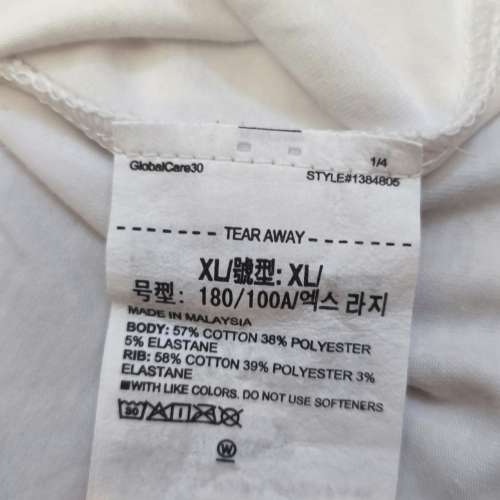 GlobalCare30
1/4
STYLE#1384805
TEAR AWAY
XL/號型: XL/
号型: 180/100A/엑스 라지
MADE IN MALAYSIA
BODY: 57% COTTON 38% POLYESTER
5% ELASTANE
RIB: 58% COTTON 39% POLYESTER 3%
ELASTANE
WITH LIKE COLORS. DO NOT USE SOFTENERS
30
W